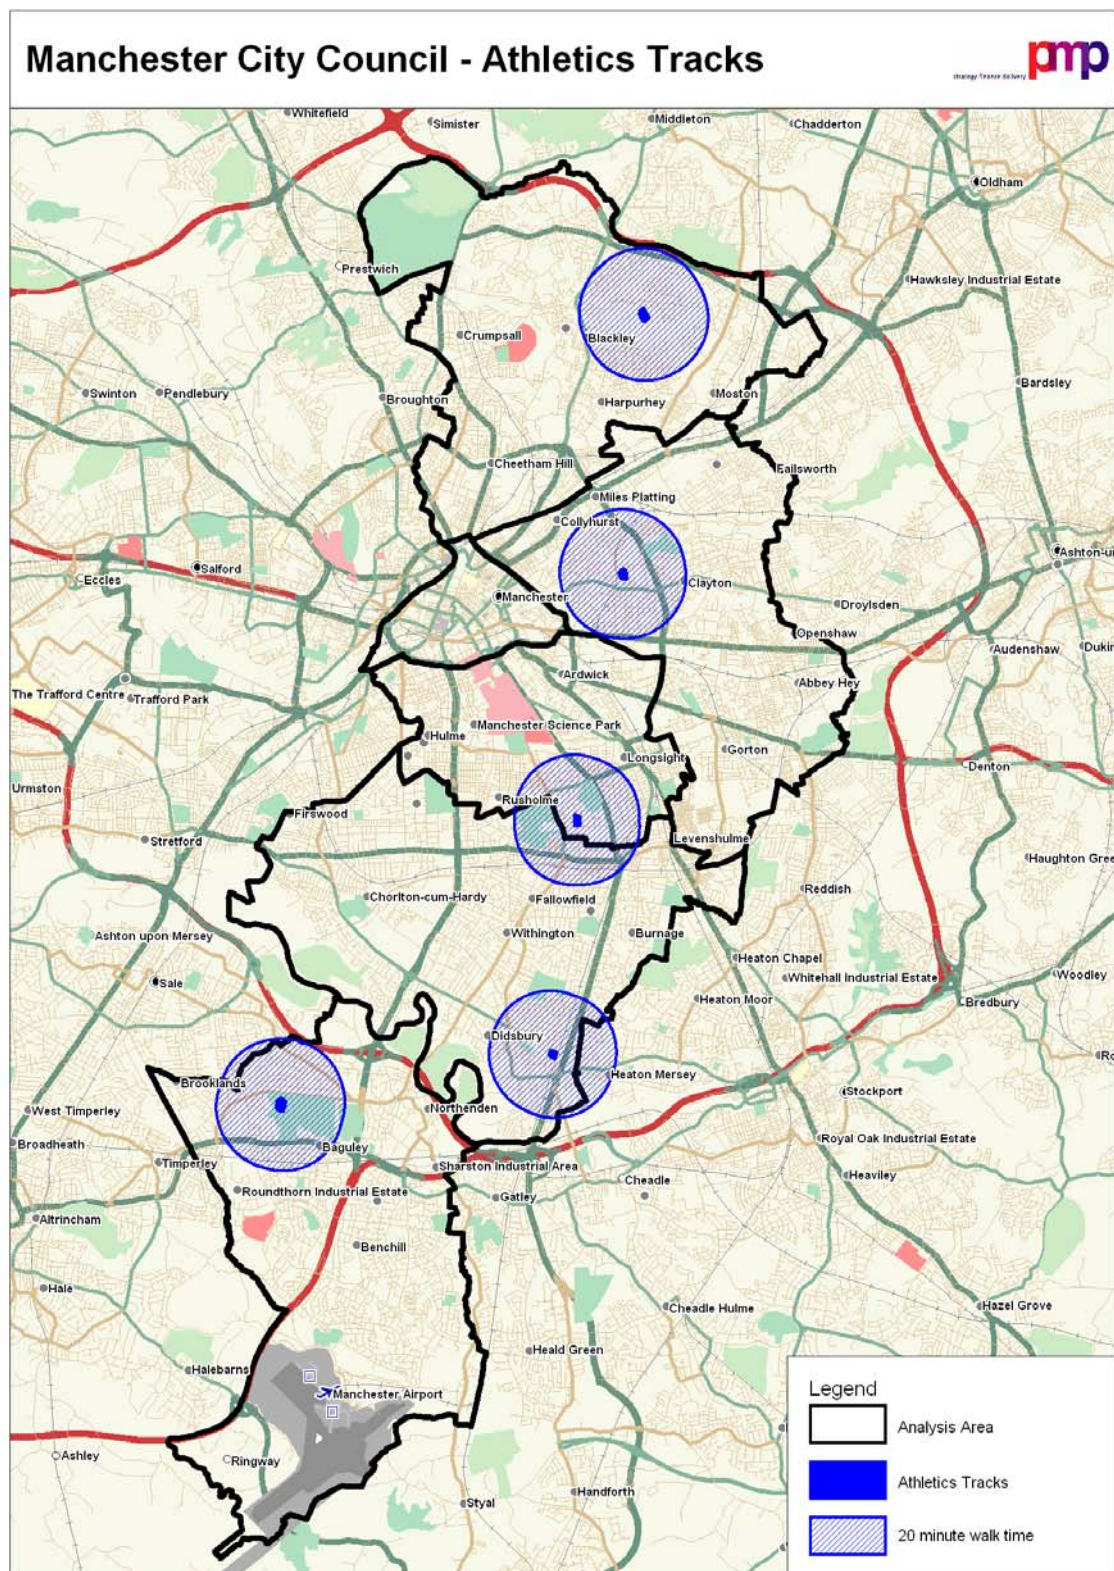 Manchester City Council - Athletics Tracks
pmp
strategy finance delivery
Whitefield
Simister
Middleton
Chadderton
Oldham
Prestwich
Hawksley Industrial Estate
Crumpsall
Blackley
Bardsley
Swinton
Pendlebury
Broughton
Harpurhey
Moston
Cheetham Hill
Failsworth
Miles Platting
Collyhurst
Ashton-un
Salford
Eccles
Manchester
Clayton
Droylsden
Openshaw
Audenshaw
Dukin
Ardwick
Abbey Hey
The Trafford Centre
Trafford Park
Manchester Science Park
Hulme
Longsight
Gorton
Denton
Urmston
Rusholme
Firswood
Stretford
Levenshulme
Haughton Gree
Reddish
Chorlton-cum-Hardy
Fallowfield
Ashton upon Mersey
Withington
Burnage
Heaton Chapel
Whitehall Industrial Estate
Woodley
Sale
Heaton Moor
Bredbury
Didsbury
Ro
Heaton Mersey
Brooklands
Stockport
West Timperley
Northenden
Broadheath
Baguley
Royal Oak Industrial Estate
Timperley
Sharston Industrial Area
Cheadle
Heaviley
Roundthorn Industrial Estate
Gatley
Altrincham
Benchill
Hale
Cheadle Hulme
Hazel Grove
Heald Green
Halebarns
Manchester Airport
Legend
Analysis Area
Ashley
Ringway
Athletics Tracks
Styal
Handforth
20 minute walk time